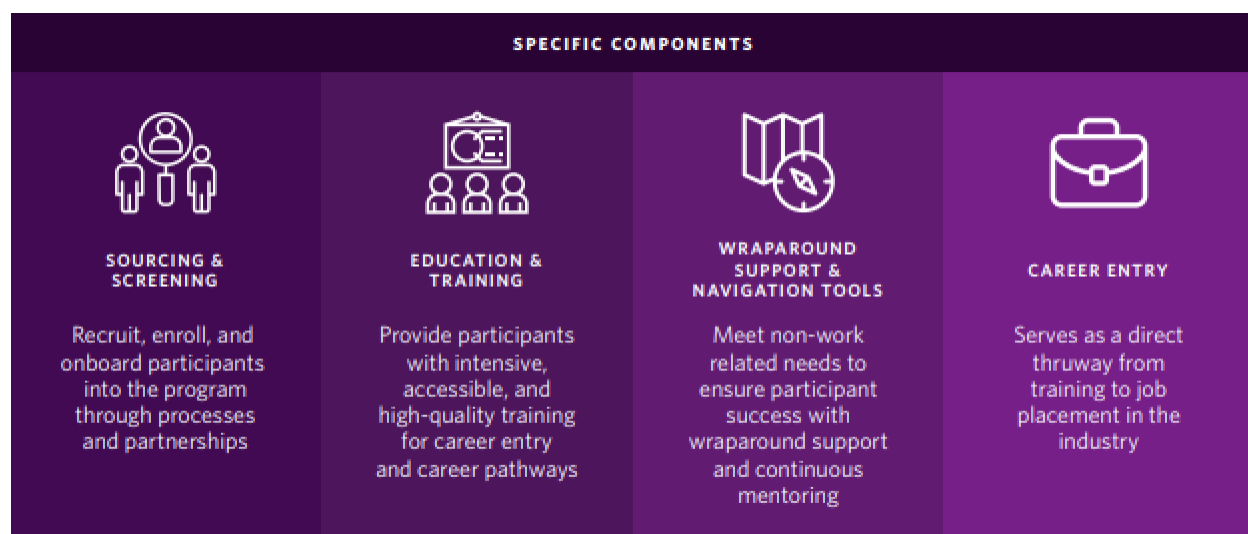 SPECIFIC COMPONENTS
SOURCING &
SCREENING
Recruit, enroll, and
onboard participants
into the program
through processes
and partnerships
EDUCATION &
TRAINING
Provide participants
with intensive,
accessible, and
high-quality training
for career entry
and career pathways
WRAPAROUND
SUPPORT &
NAVIGATION TOOLS
Meet non-work
related needs to
ensure participant
success with
wraparound support
and continuous
mentoring
CAREER ENTRY
Serves as a direct
thruway from
training to job
placement in the
industry